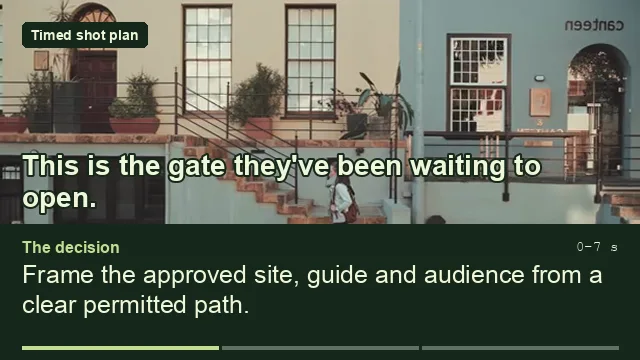 Timed shot plan
canteen
This is the gate they've been waiting to
open.
The decision
0–7 s
Frame the approved site, guide and audience from a
clear permitted path.